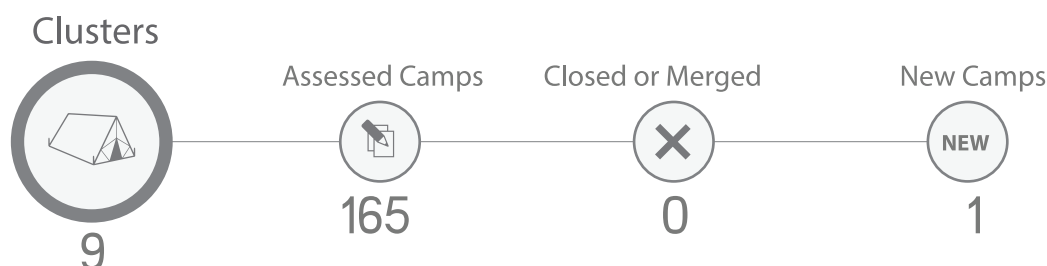 Clusters
Assessed Camps
Closed or Merged
New Camps
NEW
165
0
1
9